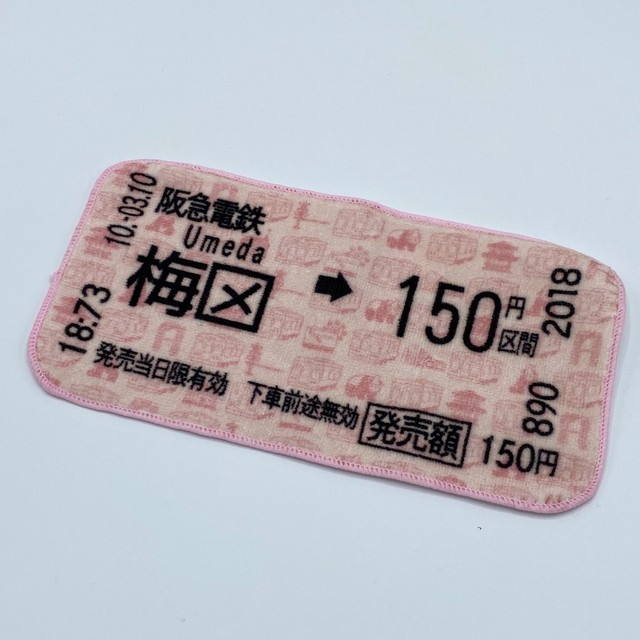 10.-03.10
阪急電鉄
Umeda
梅田 ➡ 150円区間
2018
18.73
発売当日限有効 下車前途無効
発売額 150円
890